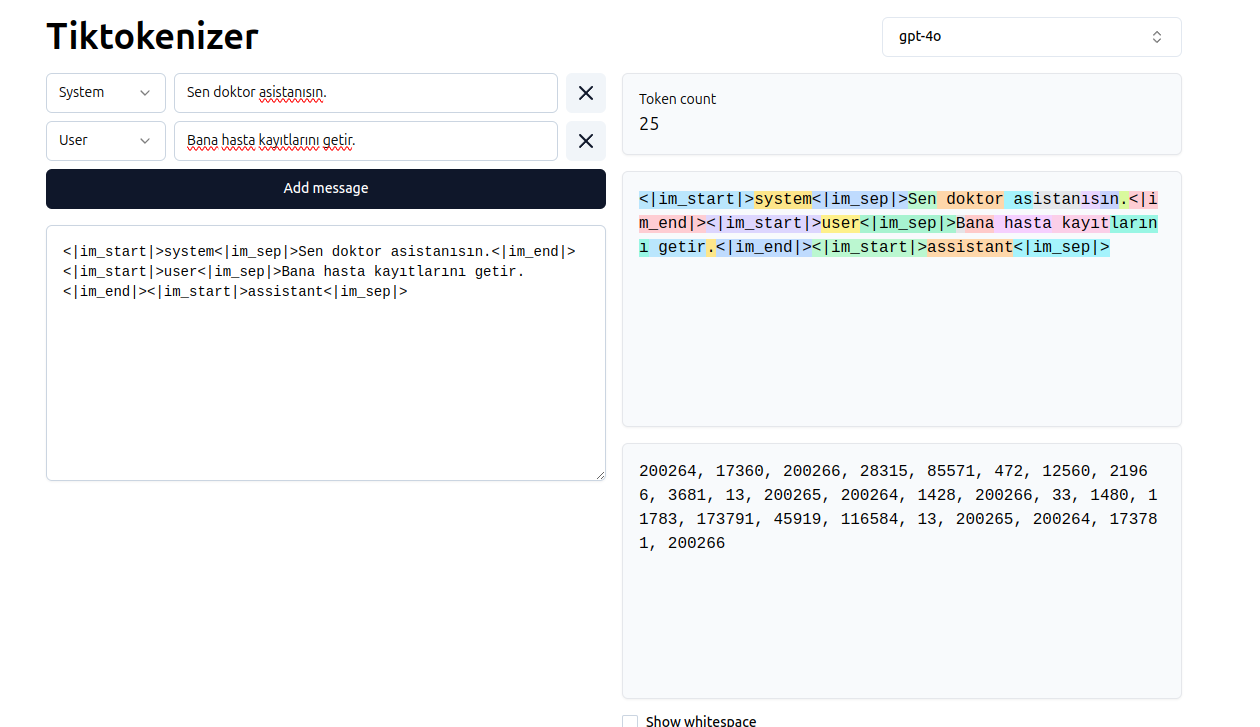 Tiktokenizer
gpt-4o
System
Sen doktor asistanısın.
User
Bana hasta kayıtlarını getir.
Add message
<|im_start|>system<|im_sep|>Sen doktor asistanısın.<|im_end|>
<|im_start|>user<|im_sep|>Bana hasta kayıtlarını getir.
<|im_end|><|im_start|>assistant<|im_sep|>
Token count
25
<|im_start|>system<|im_sep|>Sen doktor asistanısın.<|i
m_end|><|im_start|>user<|im_sep|>Bana hasta kayıtların
ı getir.<|im_end|><|im_start|>assistant<|im_sep|>
200264, 17360, 200266, 28315, 85571, 472, 12560, 2196
6, 3681, 13, 200265, 200264, 1428, 200266, 33, 1480, 1
1783, 173791, 45919, 116584, 13, 200265, 200264, 17378
1, 200266
Show whitespace